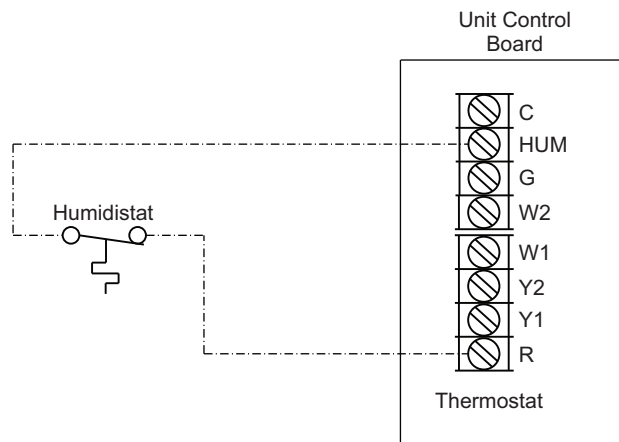 Unit Control
Board
C
HUM
G
Humidistat
W2
W1
Y2
Y1
R
Thermostat